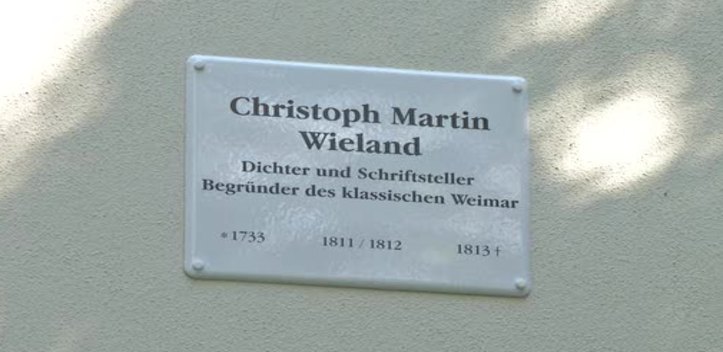 Christoph Martin
Wieland
Dichter und Schriftsteller
Begründer des klassischen Weimar
* 1733 1811 / 1812 1813 †